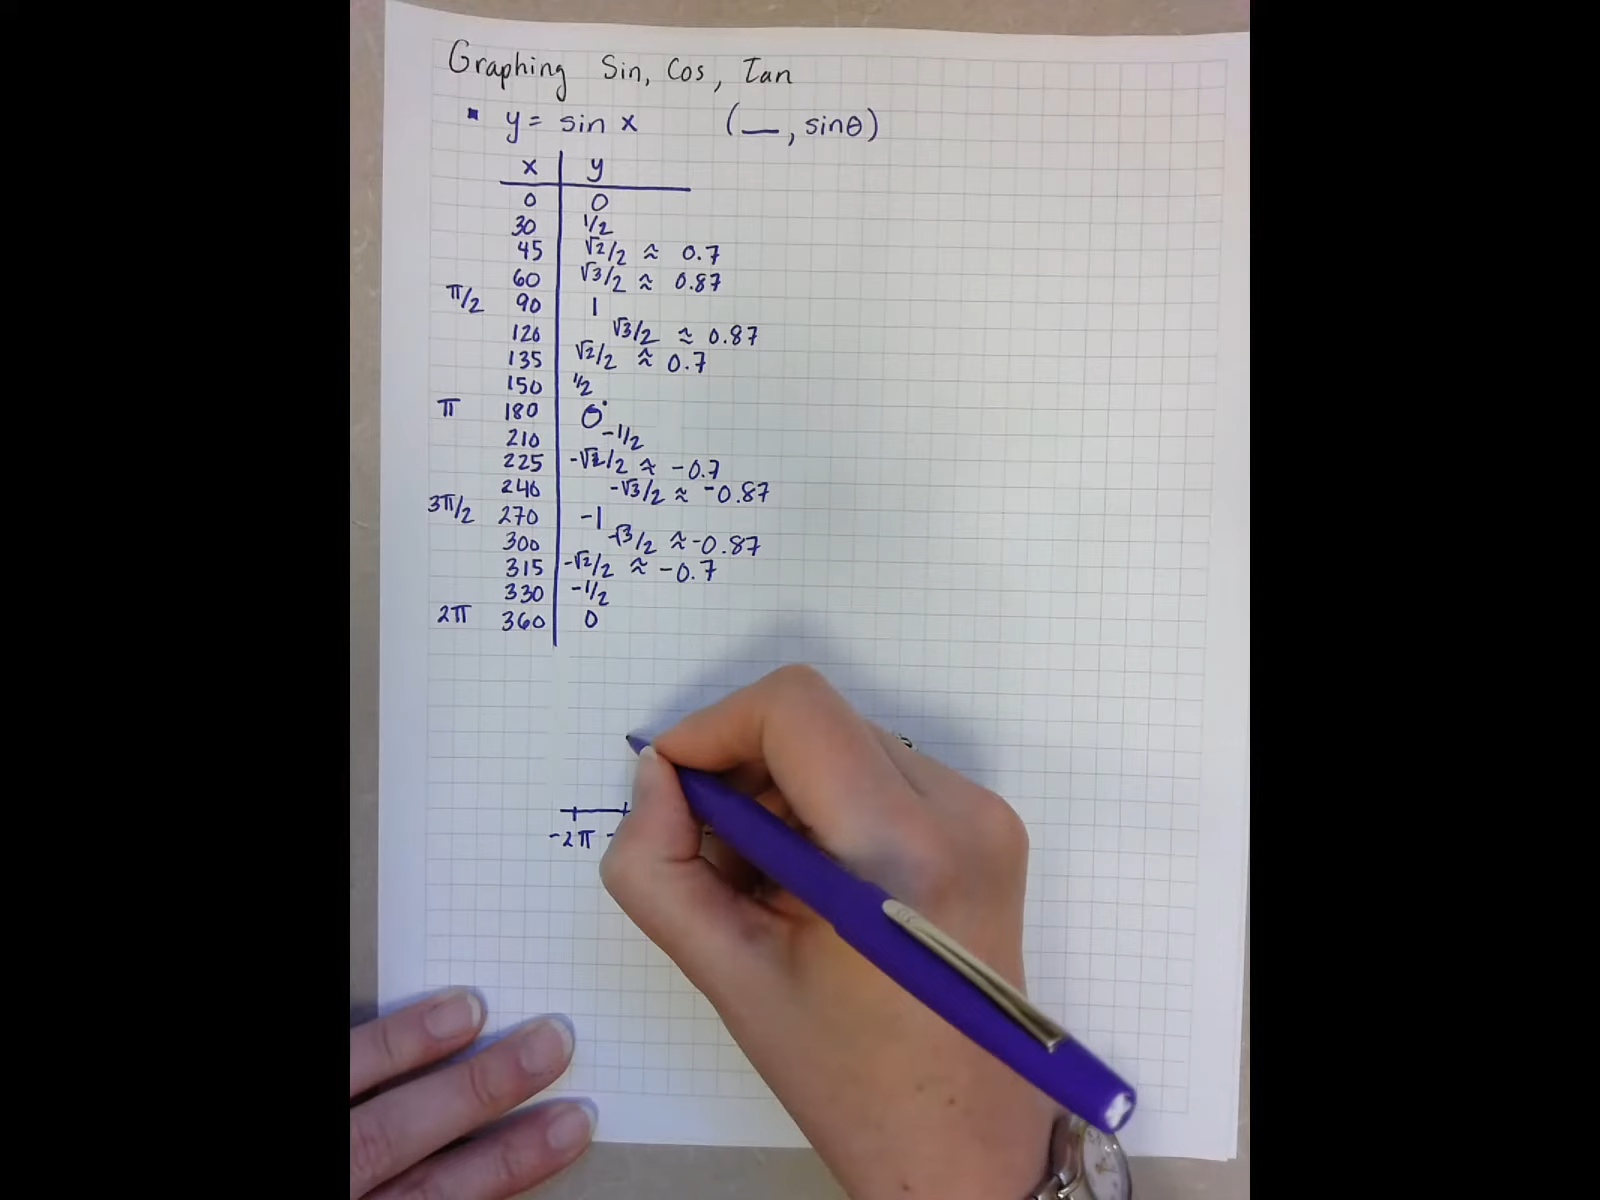 Graphing Sin, Cos, Tan
▪ y = sin x (__, sinθ)
x y
0 0
30 1/2
45 √2/2 ≈ 0.7
60 √3/2 ≈ 0.87
π/2 90 1
120 √3/2 ≈ 0.87
135 √2/2 ≈ 0.7
150 1/2
π 180 0
210 -1/2
225 -√2/2 ≈ -0.7
240 -√3/2 ≈ -0.87
3π/2 270 -1
300 -√3/2 ≈ -0.87
315 -√2/2 ≈ -0.7
330 -1/2
2π 360 0
-2π -